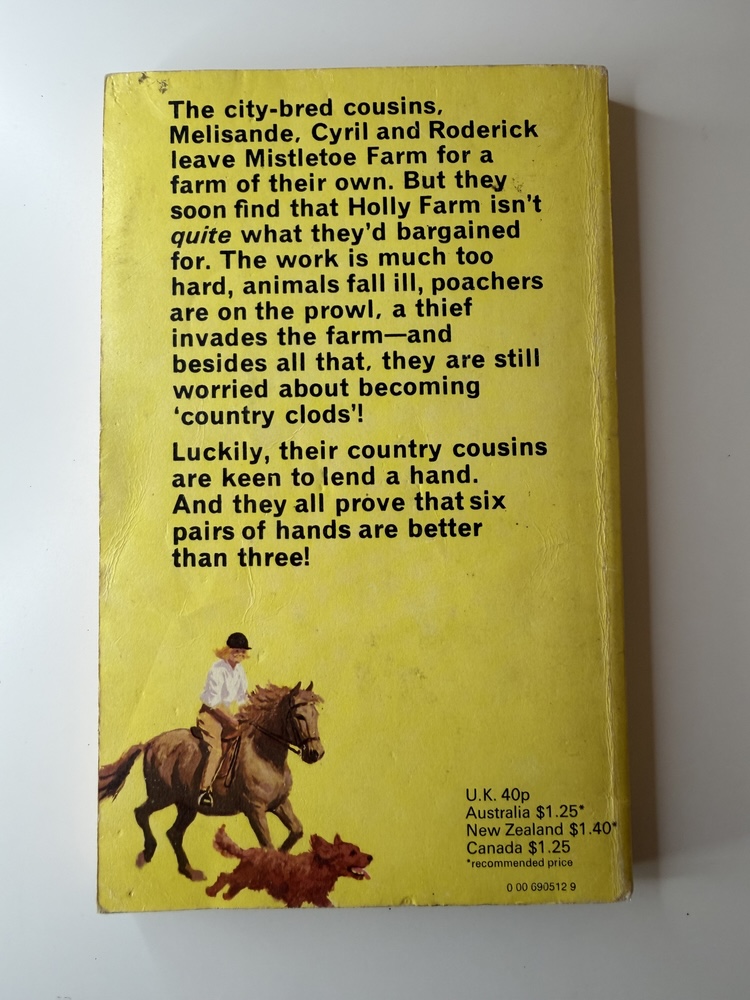 The city-bred cousins,
Melisande, Cyril and Roderick
leave Mistletoe Farm for a
farm of their own. But they
soon find that Holly Farm isn't
quite what they'd bargained
for. The work is much too
hard, animals fall ill, poachers
are on the prowl, a thief
invades the farm—and
besides all that, they are still
worried about becoming
‘country clods’!
Luckily, their country cousins
are keen to lend a hand.
And they all prove that six
pairs of hands are better
than three!
U.K. 40p
Australia $1.25*
New Zealand $1.40*
Canada $1.25
*recommended price
0 00 690512 9